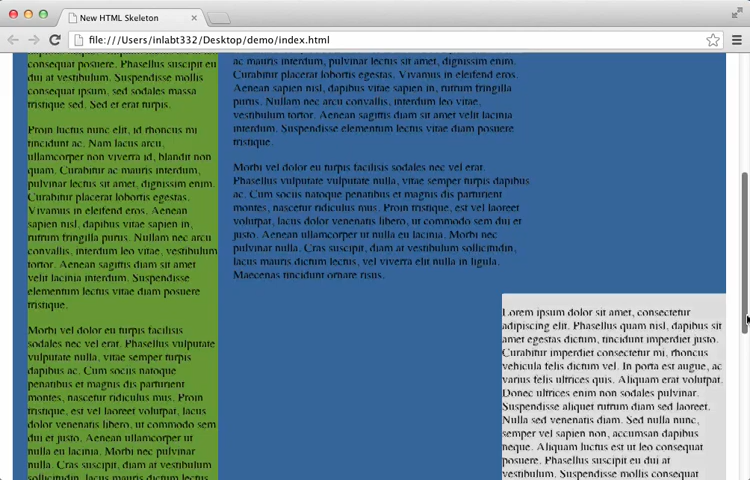 New HTML Skeleton
file:///Users/inlabt332/Desktop/demo/index.html
consequat posuere. Phasellus suscipit eu
dui at vestibulum. Suspendisse mollis
consequat ipsum, sed sodales massa
tristique sed. Sed et erat turpis.
Proin luctus nunc elit, id rhoncus mi
tincidunt ac. Nam lacus arcu,
ullamcorper non viverra id, blandit non
quam. Curabitur ac mauris interdum,
pulvinar lectus sit amet, dignissim enim.
Curabitur placerat lobortis egestas.
Vivamus in eleifend eros. Aenean
sapien nisl, dapibus vitae sapien in,
rutrum fringilla purus. Nullam nec arcu
convallis, interdum leo vitae, vestibulum
tortor. Aenean sagittis diam sit amet
velit lacinia interdum. Suspendisse
elementum lectus vitae diam posuere
tristique.
Morbi vel dolor eu turpis facilisis
sodales nec vel erat. Phasellus vulputate
vulputate nulla, vitae semper turpis
dapibus ac. Cum sociis natoque
penatibus et magnis dis parturient
montes, nascetur ridiculus mus. Proin
tristique, est vel laoreet volutpat, lacus
dolor venenatis libero, ut commodo sem
dui et justo. Aenean ullamcorper ut
nulla eu lacinia. Morbi nec pulvinar
nulla. Cras suscipit, diam at vestibulum
sollicitudin, lacus mauris dictum lectus,
ac mauris interdum, pulvinar lectus sit amet, dignissim enim.
Curabitur placerat lobortis egestas. Vivamus in eleifend eros.
Aenean sapien nisl, dapibus vitae sapien in, rutrum fringilla
purus. Nullam nec arcu convallis, interdum leo vitae,
vestibulum tortor. Aenean sagittis diam sit amet velit lacinia
interdum. Suspendisse elementum lectus vitae diam posuere
tristique.
Morbi vel dolor eu turpis facilisis sodales nec vel erat.
Phasellus vulputate vulputate nulla, vitae semper turpis dapibus
ac. Cum sociis natoque penatibus et magnis dis parturient
montes, nascetur ridiculus mus. Proin tristique, est vel laoreet
volutpat, lacus dolor venenatis libero, ut commodo sem dui et
justo. Aenean ullamcorper ut nulla eu lacinia. Morbi nec
pulvinar nulla. Cras suscipit, diam at vestibulum sollicitudin,
lacus mauris dictum lectus, vel viverra elit nulla in ligula.
Maecenas tincidunt ornare risus.
Lorem ipsum dolor sit amet, consectetur
adipiscing elit. Phasellus quam nisl, dapibus sit
amet egestas dictum, tincidunt imperdiet justo.
Curabitur imperdiet consectetur mi, rhoncus
vehicula felis dictum vel. In porta est augue, ac
varius felis ultrices quis. Aliquam erat volutpat.
Donec ultrices enim non sodales pulvinar.
Suspendisse aliquet rutrum diam sed laoreet.
Nulla sed venenatis diam. Sed nulla nunc,
semper vel sapien non, accumsan dapibus
neque. Aliquam luctus est ut leo consequat
posuere. Phasellus suscipit eu dui at
vestibulum. Suspendisse mollis consequat